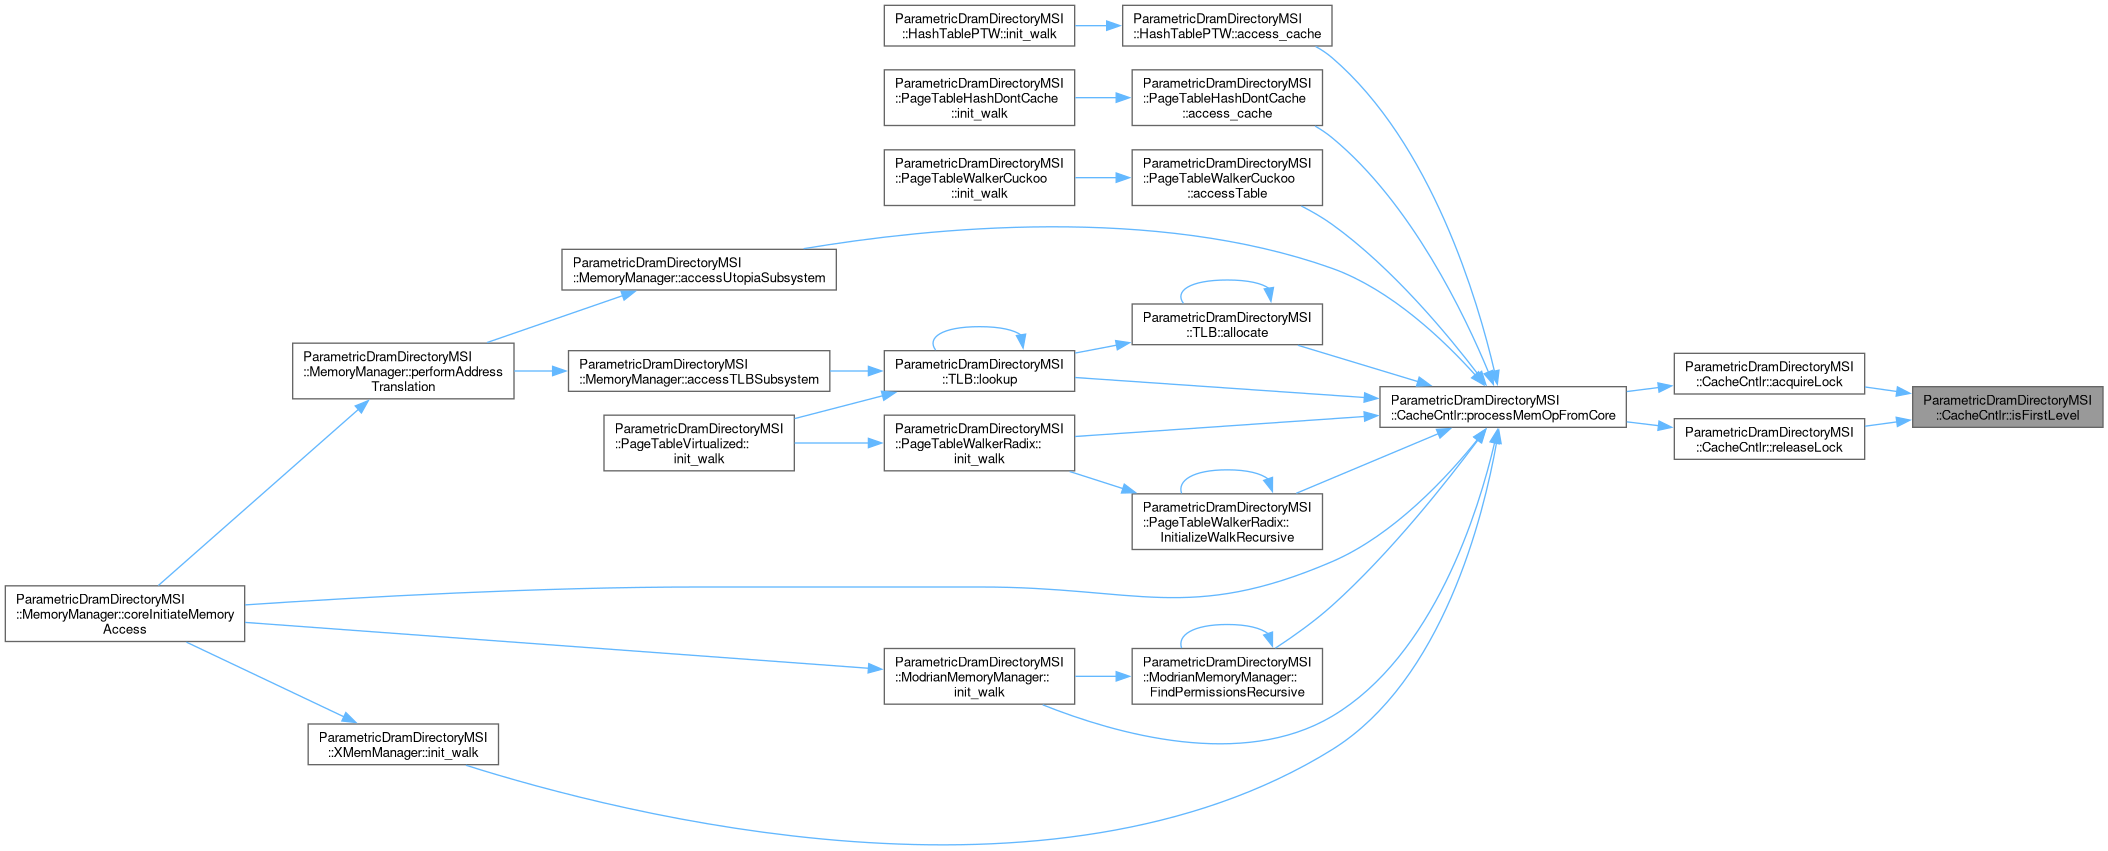 ParametricDramDirectoryMSI
::HashTablePTW::init_walk
ParametricDramDirectoryMSI
::HashTablePTW::access_cache
ParametricDramDirectoryMSI
::PageTableHashDontCache
::init_walk
ParametricDramDirectoryMSI
::PageTableHashDontCache
::access_cache
ParametricDramDirectoryMSI
::PageTableWalkerCuckoo
::init_walk
ParametricDramDirectoryMSI
::PageTableWalkerCuckoo
::accessTable
ParametricDramDirectoryMSI
::MemoryManager::accessUtopiaSubsystem
ParametricDramDirectoryMSI
::TLB::allocate
ParametricDramDirectoryMSI
::MemoryManager::performAddress
Translation
ParametricDramDirectoryMSI
::MemoryManager::accessTLBSubsystem
ParametricDramDirectoryMSI
::TLB::lookup
ParametricDramDirectoryMSI
::CacheCntlr::processMemOpFromCore
ParametricDramDirectoryMSI
::CacheCntlr::acquireLock
ParametricDramDirectoryMSI
::CacheCntlr::isFirstLevel
ParametricDramDirectoryMSI
::PageTableVirtualized::
init_walk
ParametricDramDirectoryMSI
::PageTableWalkerRadix::
init_walk
ParametricDramDirectoryMSI
::CacheCntlr::releaseLock
ParametricDramDirectoryMSI
::PageTableWalkerRadix::
InitializeWalkRecursive
ParametricDramDirectoryMSI
::MemoryManager::coreInitiateMemory
Access
ParametricDramDirectoryMSI
::ModrianMemoryManager::
init_walk
ParametricDramDirectoryMSI
::ModrianMemoryManager::
FindPermissionsRecursive
ParametricDramDirectoryMSI
::XMemManager::init_walk